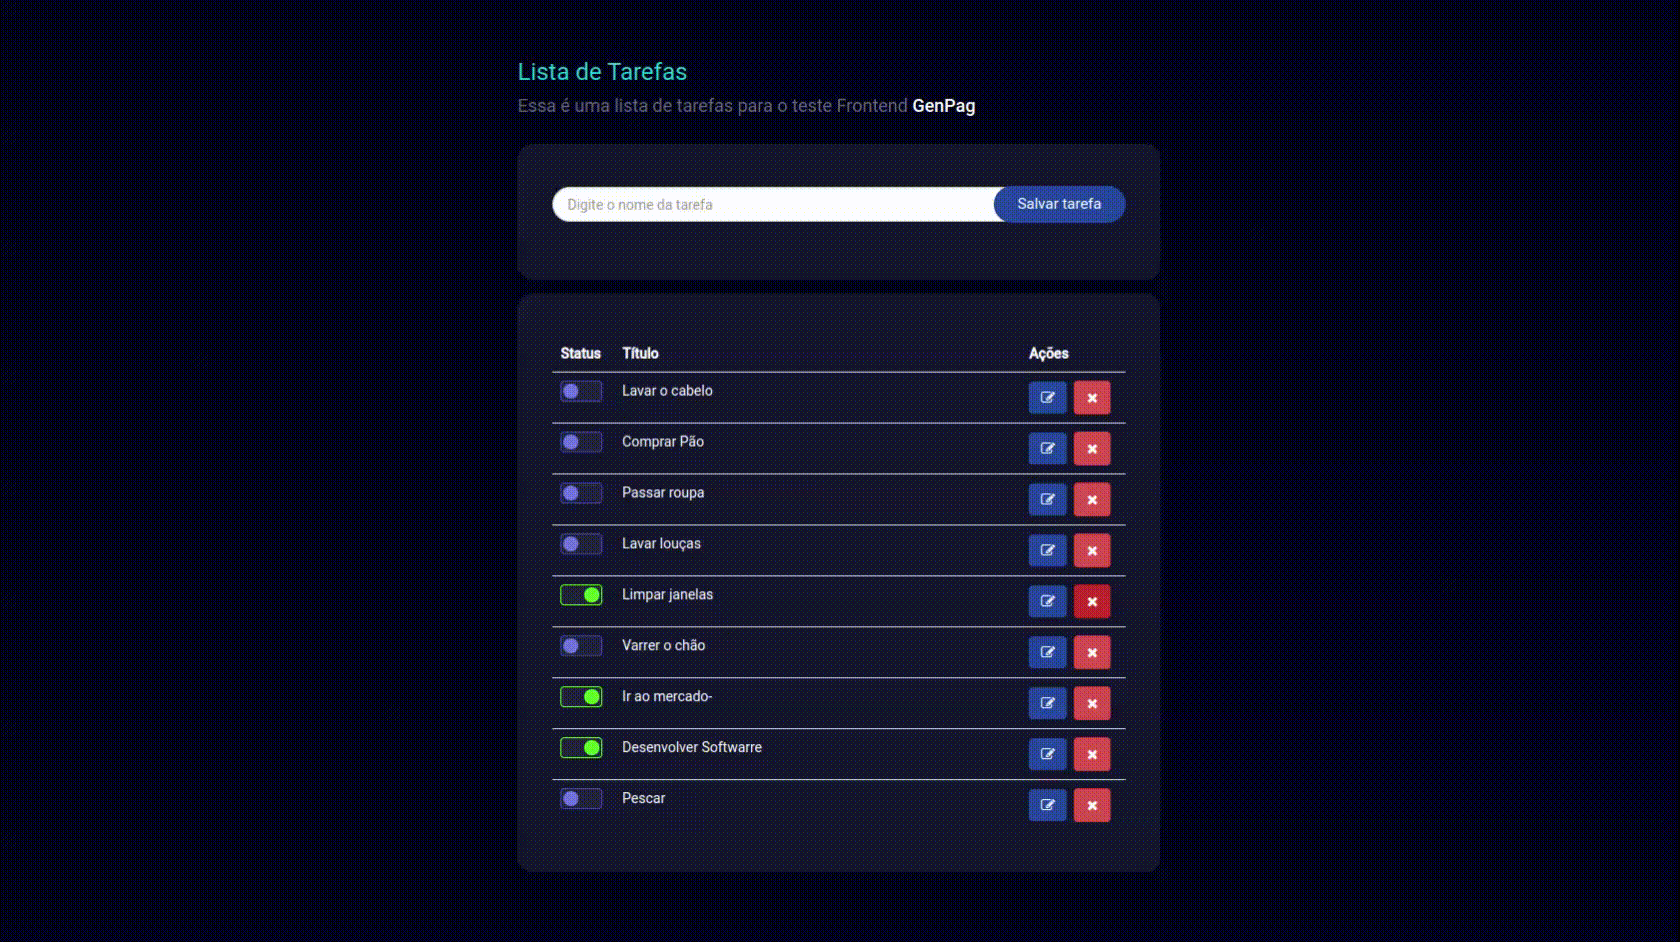 Lista de Tarefas
Essa é uma lista de tarefas para o teste Frontend GenPag
Digite o nome da tarefa Salvar tarefa
Status Título Ações
Lavar o cabelo
Comprar Pão
Passar roupa
Lavar louças
Limpar janelas
Varrer o chão
Ir ao mercado-
Desenvolver Softwarre
Pescar